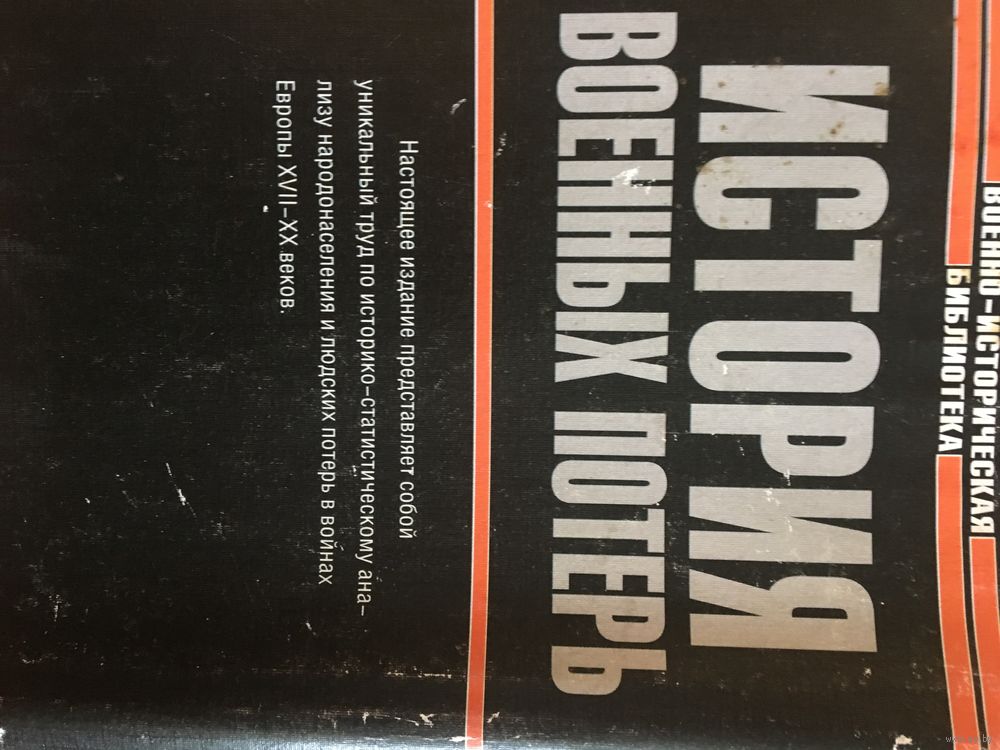 ВОЕННО-ИСТОРИЧЕСКАЯ
БИБЛИОТЕКА
ИСТОРИЯ
ВОЕННЫХ ПОТЕРЬ
Настоящее издание представляет собой
уникальный труд по историко-статистическому ана-
лизу народонаселения и людских потерь в войнах
Европы XVII-XX веков.